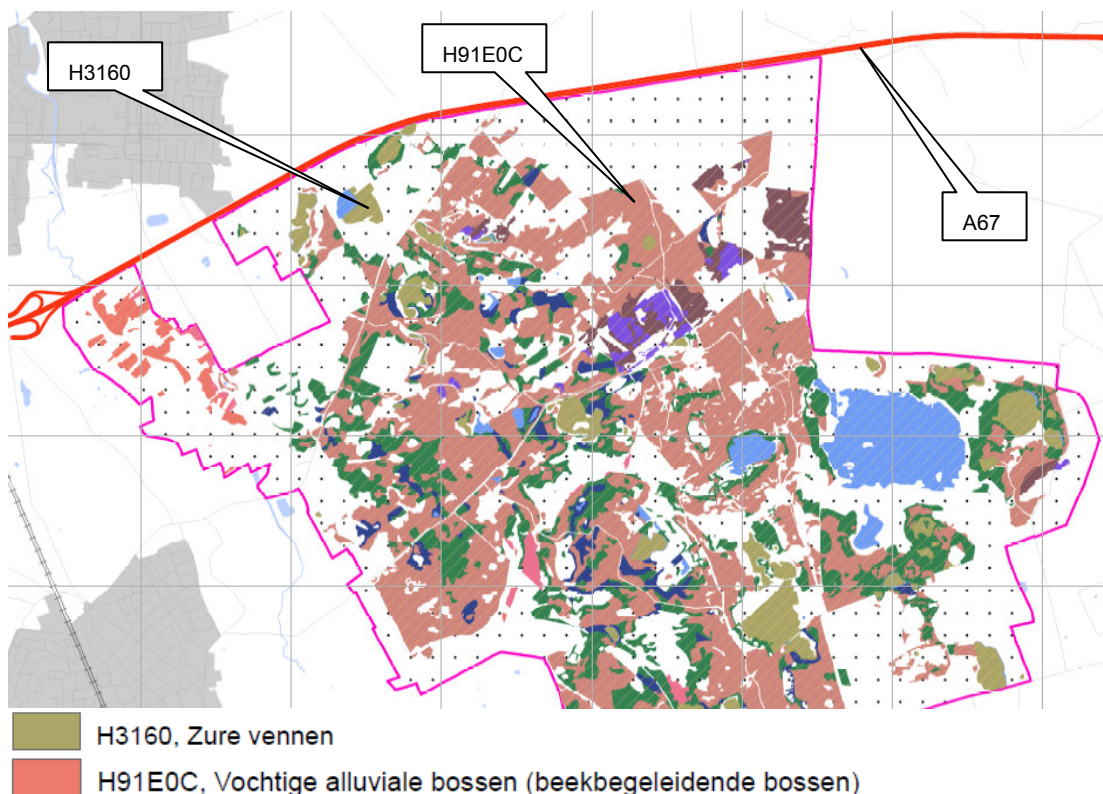 H3160
H91E0C
A67
H3160, Zure vennen
H91E0C, Vochtige alluviale bossen (beekbegeleidende bossen)